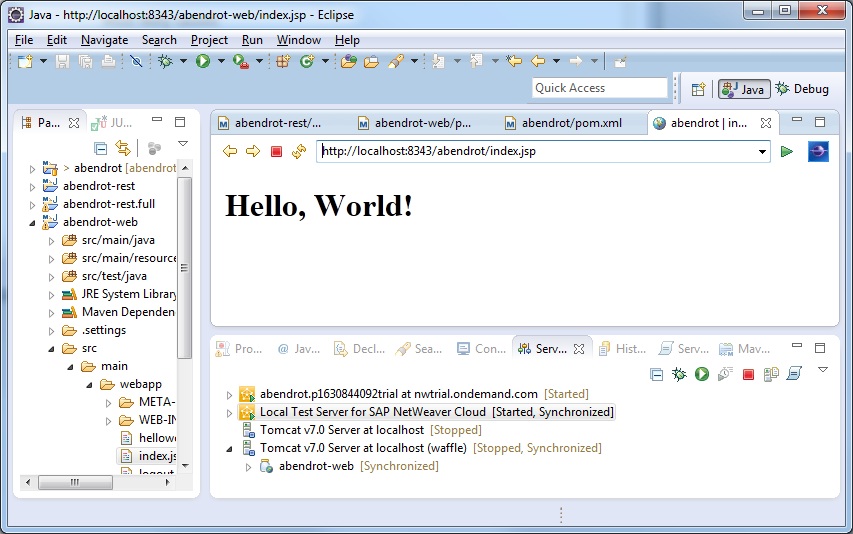 Java - http://localhost:8343/abendrot-web/index.jsp - Eclipse
File Edit Navigate Search Project Run Window Help
Quick Access Java Debug
Pa... JU...
> abendrot [abendrot
abendrot-rest
abendrot-rest.full
abendrot-web
src/main/java
src/main/resource
src/test/java
JRE System Library
Maven Dependen
.settings
src
main
webapp
META-
WEB-IN
hellow
index.js
logout
abendrot-rest/... abendrot-web/p... abendrot/pom.xml abendrot | in...
http://localhost:8343/abendrot/index.jsp
Hello, World!
Pro... Jav... Decl... Sea... Con... Serv... Hist... Serv... Mav...
abendrot.p1630844092trial at nwtrial.ondemand.com [Started]
Local Test Server for SAP NetWeaver Cloud [Started, Synchronized]
Tomcat v7.0 Server at localhost [Stopped]
Tomcat v7.0 Server at localhost (waffle) [Stopped, Synchronized]
abendrot-web [Synchronized]